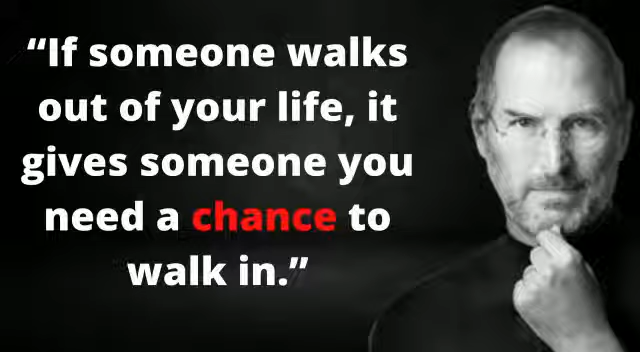 “If someone walks
out of your life, it
gives someone you
need a chance to
walk in.”